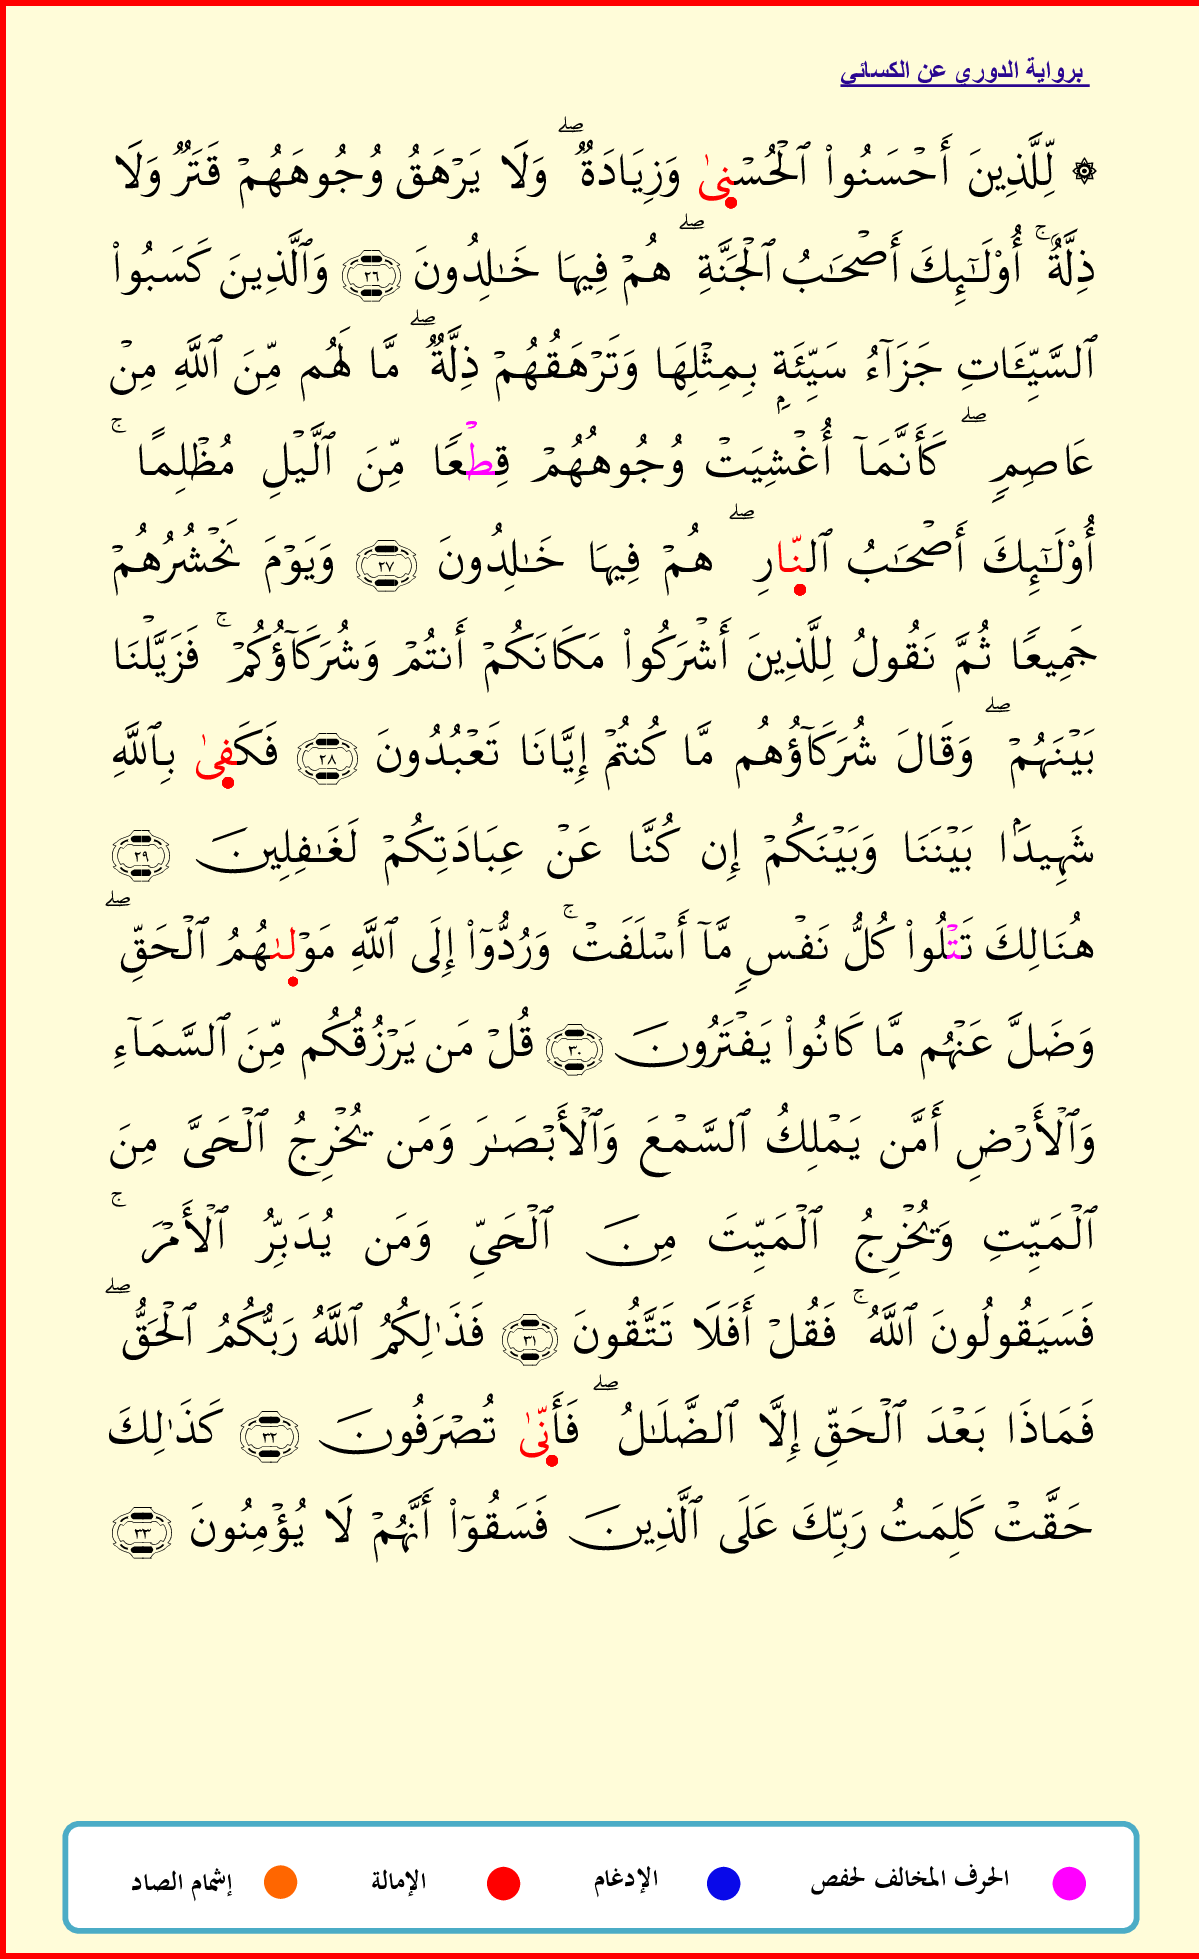 برواية الدوري عن الكسائي
۞ لِّلَّذِينَ أَحْسَنُواْ ٱلْحُسْنِىٰ وَزِيَادَةٌۖ وَلَا يَرْهَقُ وُجُوهَهُمْ قَتَرٌ وَلَا
ذِلَّةٌۚ أُوْلَـٰٓئِكَ أَصْحَـٰبُ ٱلْجَنَّةِۖ هُمْ فِيهَا خَـٰلِدُونَ ٢٦ وَٱلَّذِينَ كَسَبُواْ
ٱلسَّيِّـَٔاتِ جَزَآءُ سَيِّئَةِۭ بِمِثْلِهَا وَتَرْهَقُهُمْ ذِلَّةٌۖ مَّا لَهُم مِّنَ ٱللَّهِ مِنْ
عَاصِمٍۖ كَأَنَّمَآ أُغْشِيَتْ وُجُوهُهُمْ قِطْعًا مِّنَ ٱلَّيْلِ مُظْلِمًاۚ
أُوْلَـٰٓئِكَ أَصْحَـٰبُ ٱلنّارِۖ هُمْ فِيهَا خَـٰلِدُونَ ٢٧ وَيَوْمَ نَحْشُرُهُمْ
جَمِيعًا ثُمَّ نَقُولُ لِلَّذِينَ أَشْرَكُواْ مَكَانَكُمْ أَنتُمْ وَشُرَكَآؤُكُمْۚ فَزَيَّلْنَا
بَيْنَهُمْۖ وَقَالَ شُرَكَآؤُهُم مَّا كُنتُمْ إِيَّانَا تَعْبُدُونَ ٢٨ فَكَفِىٰ بِٱللَّهِ
شَهِيدَۢا بَيْنَنَا وَبَيْنَكُمْ إِن كُنَّا عَنْ عِبَادَتِكُمْ لَغَـٰفِلِينَ ٢٩
هُنَالِكَ تَتْلُواْ كُلُّ نَفْسٍ مَّآ أَسْلَفَتْۚ وَرُدُّوٓاْ إِلَى ٱللَّهِ مَوْلىٰهُمُ ٱلْحَقِّۖ
وَضَلَّ عَنْهُم مَّا كَانُواْ يَفْتَرُونَ ٣٠ قُلْ مَن يَرْزُقُكُم مِّنَ ٱلسَّمَآءِ
وَٱلْأَرْضِ أَمَّن يَمْلِكُ ٱلسَّمْعَ وَٱلْأَبْصَـٰرَ وَمَن يُخْرِجُ ٱلْحَىَّ مِنَ
ٱلْمَيِّتِ وَيُخْرِجُ ٱلْمَيِّتَ مِنَ ٱلْحَىِّ وَمَن يُدَبِّرُ ٱلْأَمْرَۚ
فَسَيَقُولُونَ ٱللَّهُۚ فَقُلْ أَفَلَا تَتَّقُونَ ٣١ فَذَٰلِكُمُ ٱللَّهُ رَبُّكُمُ ٱلْحَقُّۖ
فَمَاذَا بَعْدَ ٱلْحَقِّ إِلَّا ٱلضَّلَـٰلُۖ فَأَنِّىٰ تُصْرَفُونَ ٣٢ كَذَٰلِكَ
حَقَّتْ كَلِمَتُ رَبِّكَ عَلَى ٱلَّذِينَ فَسَقُوٓاْ أَنَّهُمْ لَا يُؤْمِنُونَ ٣٣
الحرف المخالف لحفص الإدغام الإمالة إشمام الصاد